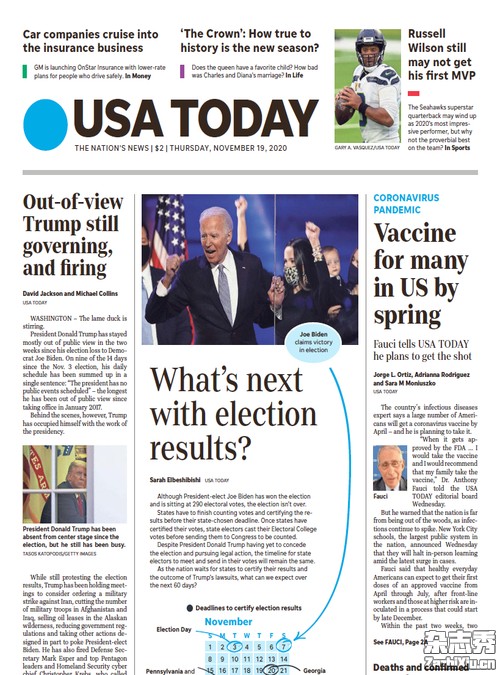 Car companies cruise into
the insurance business
GM is launching OnStar Insurance with lower-rate
plans for people who drive safely. In Money
‘The Crown’: How true to
history is the new season?
Does the queen have a favorite child? How bad
was Charles and Diana’s marriage? In Life
Russell
Wilson still
may not get
his first MVP
The Seahawks superstar
quarterback may wind up
as 2020’s most impres-
sive performer, but why
not the proverbial best
on the team? In Sports
GARY A. VASQUEZ/USA TODAY
USA TODAY
THE NATION’S NEWS | $2 | THURSDAY, NOVEMBER 19, 2020
Out-of-view
Trump still
governing,
and firing
David Jackson and Michael Collins
USA TODAY
WASHINGTON – The lame duck is
stirring.
President Donald Trump has stayed
mostly out of public view in the two
weeks since his election loss to Demo-
crat Joe Biden. On nine of the 14 days
since the Nov. 3 election, his daily
schedule has been summed up in a
single sentence: “The president has no
public events scheduled” – the longest
he has been out of public view since
taking office in January 2017.
Behind the scenes, however, Trump
has occupied himself with the work of
the presidency.
President Donald Trump has been
absent from center stage since the
election, but he still has been busy.
TASOS KATOPODIS/GETTY IMAGES
While still protesting the election
results, Trump has been holding meet-
ings to consider ordering a military
strike against Iran, cutting the number
of military troops in Afghanistan and
Iraq, selling oil leases in the Alaskan
wilderness, reducing government reg-
ulations and taking other actions de-
signed in part to poke President-elect
Biden. He has also fired Defense Sec-
retary Mark Esper and top Pentagon
leaders and Homeland Security cyber
chief Christopher Krebs, who called
Joe Biden
claims victory
in election
What’s next
with election
results?
Sarah Elbeshbishi USA TODAY
Although President-elect Joe Biden has won the election
and is sitting at 290 electoral votes, the election isn’t over.
States have to finish counting votes and certifying the re-
sults before their state-chosen deadline. Once states have
certified their votes, states elect cast their Electoral College
votes before sending them to Congress to be counted.
Despite President Donald Trump having yet to concede
the election and pursuing legal action, the timeline for state
electors to meet and send in their votes will remain the same.
As the nation waits for states to certify their results and
the outcome of Trump’s lawsuits, what can we expect over
the next 60 days?
Deadlines to certify election results
November
Election Day
S M T W T F S
1 2 3 4 5 6 7
8 9 10 11 12 13 14
Pennsylvania and
15 16 17 18 19 20 21
Georgia
CORONAVIRUS
PANDEMIC
Vaccine
for many
in US by
spring
Fauci tells USA TODAY
he plans to get the shot
Jorge L. Ortiz, Adrianna Rodriguez
and Sara M Moniuszko
USA TODAY
The country’s infectious diseases
expert says a large number of Ameri-
cans will get a coronavirus vaccine by
April – and he is planning to take it.
“When it gets ap-
proved by the FDA ... I
would take the vaccine
and I would recommend
that my family take the
vaccine,” Dr. Anthony
Fauci told the USA
TODAY editorial board
Wednesday.
Fauci
But he warned that the nation is far
from being out of the woods, as infec-
tions continue to spike. New York City
schools, the largest public system in
the nation, announced Wednesday
that they will halt in-person learning
amid the latest surge in cases.
Fauci said that healthy everyday
Americans can expect to get their first
doses of an approved vaccine from
April through July, after front-line
workers and those at higher risk are in-
oculated in a process that could start
by late December.
Within the past two weeks, two
See FAUCI, Page 2A
Deaths and confirmed
杂志秀
ZaZhiXiu.com